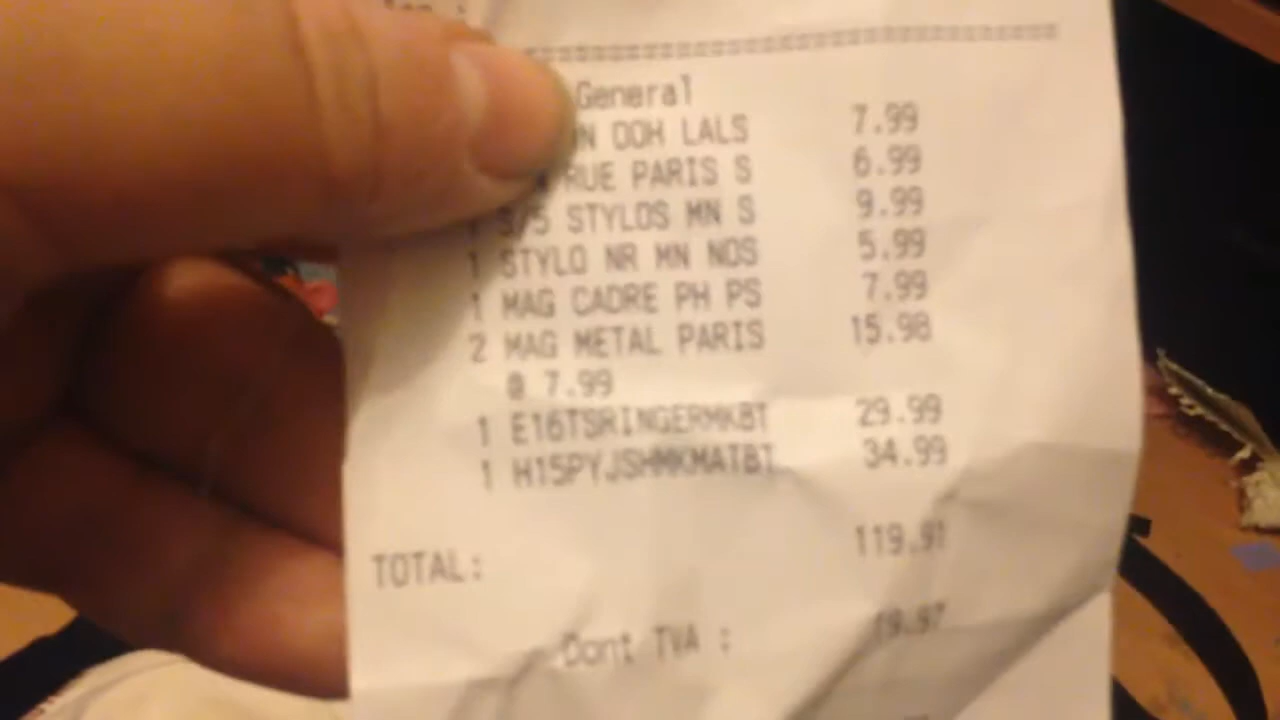 ==============================
General
N OOH LALS 7.99
RUE PARIS S 6.99
1 S/5 STYLOS MN S 9.99
1 STYLO NR MN NOS 5.99
1 MAG CADRE PH PS 7.99
2 MAG METAL PARIS 15.98
@ 7.99
1 E16TSRINGERMKBT 29.99
1 H15PYJSHMKMATBT 34.99
TOTAL: 119.91
Dont TVA : 19.97